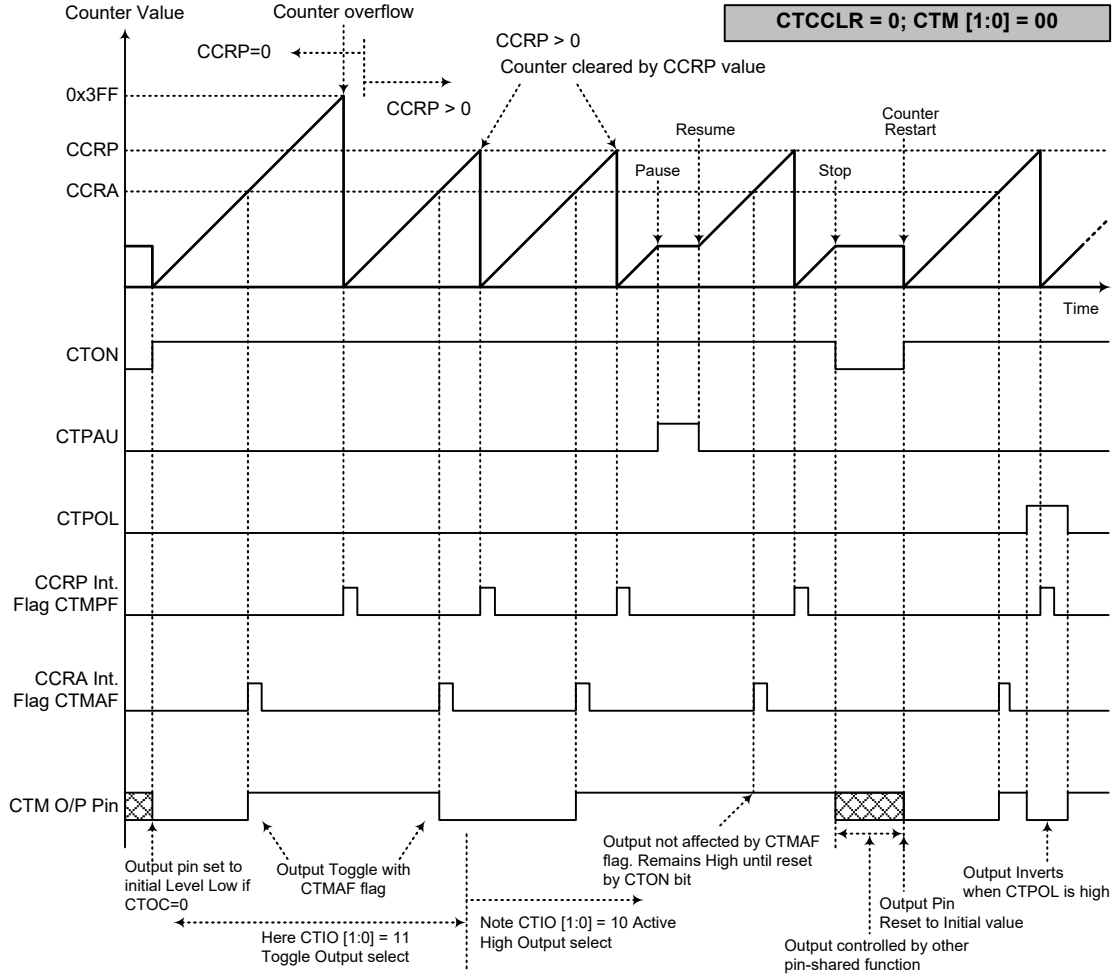 Counter Value
Counter overflow
CTCCLR = 0; CTM [1:0] = 00
CCRP=0
CCRP > 0
CCRP > 0
Counter cleared by CCRP value
0x3FF
CCRP
CCRA
Pause
Resume
Stop
Counter
Restart
Time
CTON
CTPAU
CTPOL
CCRP Int.
Flag CTMPF
CCRA Int.
Flag CTMAF
CTM O/P Pin
Output pin set to
initial Level Low if
CTOC=0
Output Toggle with
CTMAF flag
Here CTIO [1:0] = 11
Toggle Output select
Note CTIO [1:0] = 10 Active
High Output select
Output not affected by CTMAF
flag. Remains High until reset
by CTON bit
Output controlled by other
pin-shared function
Output Pin
Reset to Initial value
Output Inverts
when CTPOL is high